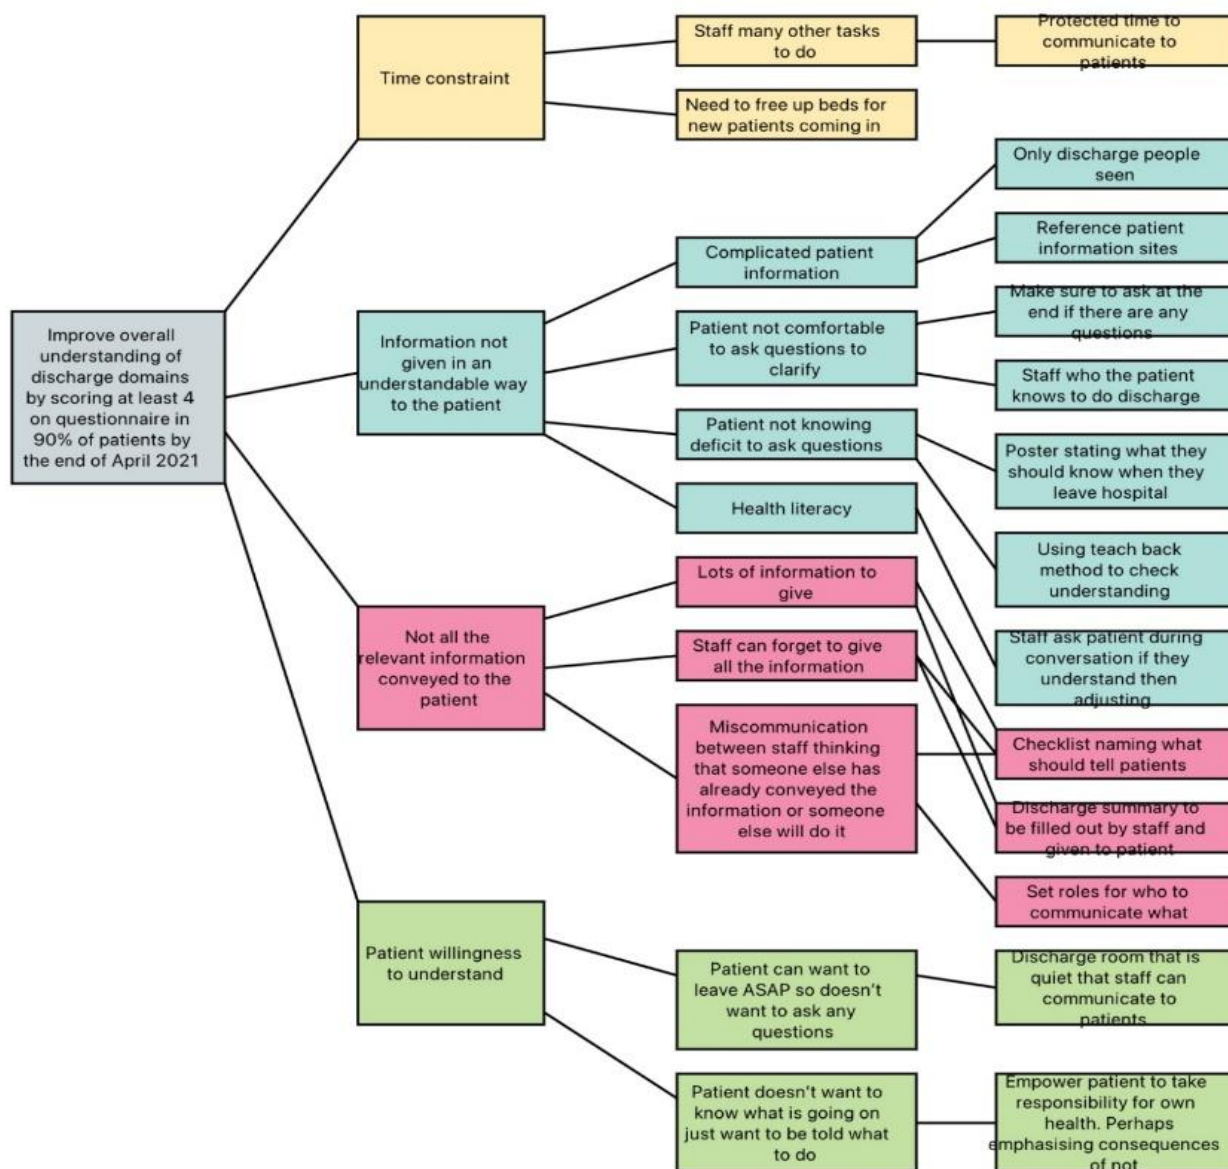 Improve overall
understanding of
discharge domains
by scoring at least 4
on questionnaire in
90% of patients by
the end of April 2021
Time constraint
Information not
given in an
understandable way
to the patient
Not all the
relevant information
conveyed to the
patient
Patient willingness
to understand
Staff many other tasks
to do
Need to free up beds for
new patients coming in
Complicated patient
information
Patient not comfortable
to ask questions to
clarify
Patient not knowing
deficit to ask questions
Health literacy
Lots of information to
give
Staff can forget to give
all the information
Miscommunication
between staff thinking
that someone else has
already conveyed the
information or someone
else will do it
Patient can want to
leave ASAP so doesn't
want to ask any
questions
Patient doesn't want to
know what is going on
just want to be told what
to do
Protected time to
communicate to
patients
Only discharge people
seen
Reference patient
information sites
Make sure to ask at the
end if there are any
questions
Staff who the patient
knows to do discharge
Poster stating what they
should know when they
leave hospital
Using teach back
method to check
understanding
Staff ask patient during
conversation if they
understand then
adjusting
Checklist naming what
should tell patients
Discharge summary to
be filled out by staff and
given to patient
Set roles for who to
communicate what
Discharge room that is
quiet that staff can
communicate to
patients
Empower patient to take
responsibility for own
health. Perhaps
emphasising consequences
of not